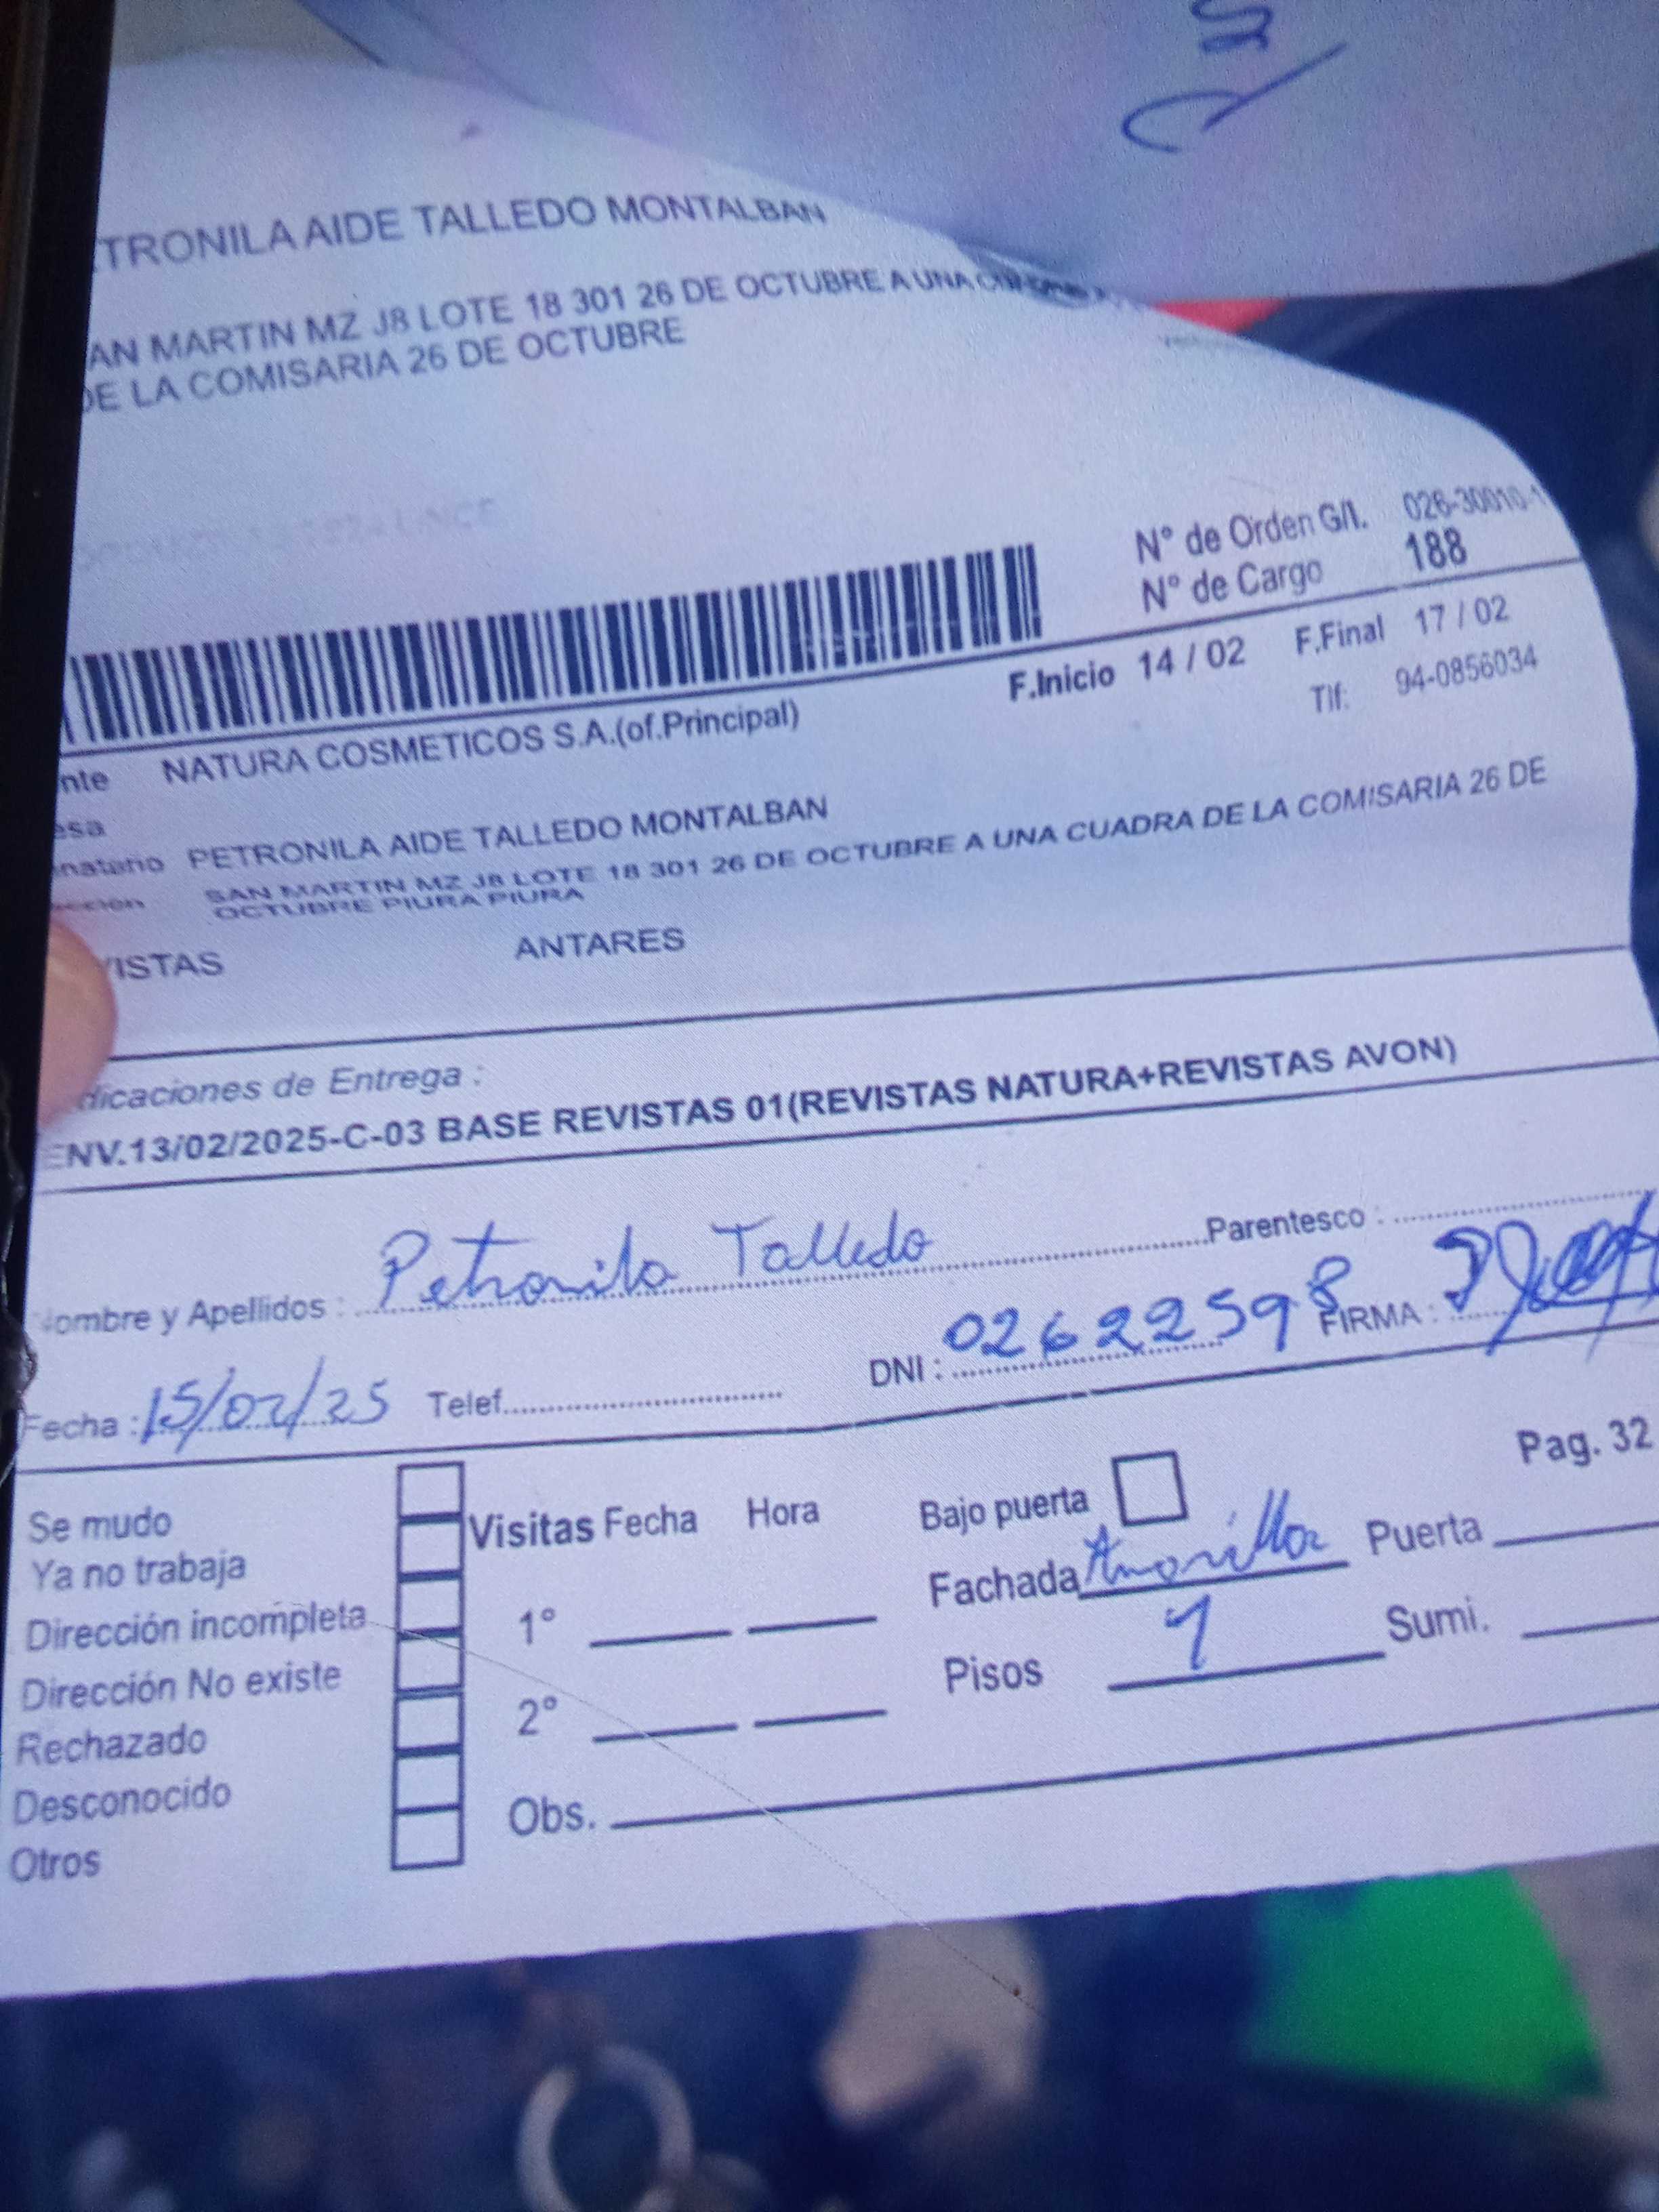 TRONILA AIDE TALLEDO MONTALBAN
AN MARTIN MZ J8 LOTE 18 301 26 DE OCTUBRE A UNA
DE LA COMISARIA 26 DE OCTUBRE
N° de Orden G/I. 026-30010-1
N° de Cargo 188
F.Inicio 14 / 02 F.Final 17 / 02
Tlf: 94-0856034
nte NATURA COSMETICOS S.A.(of.Principal)
esa
natario PETRONILA AIDE TALLEDO MONTALBAN
ección SAN MARTIN MZ J8 LOTE 18 301 26 DE OCTUBRE A UNA CUADRA DE LA COMISARIA 26 DE
OCTUBRE PIURA PIURA
VISTAS ANTARES
dicaciones de Entrega :
ENV.13/02/2025-C-03 BASE REVISTAS 01(REVISTAS NATURA+REVISTAS AVON)
Nombre y Apellidos : Petronila Talledo Parentesco :
Fecha : 15/02/25 Telef. DNI : 02622598 FIRMA :
Pag. 32
Se mudo
Ya no trabaja
Dirección incompleta
Dirección No existe
Rechazado
Desconocido
Otros
Visitas Fecha Hora
1°
2°
Obs.
Bajo puerta
Fachada Amarilla Puerta
Pisos 1 Sumi.